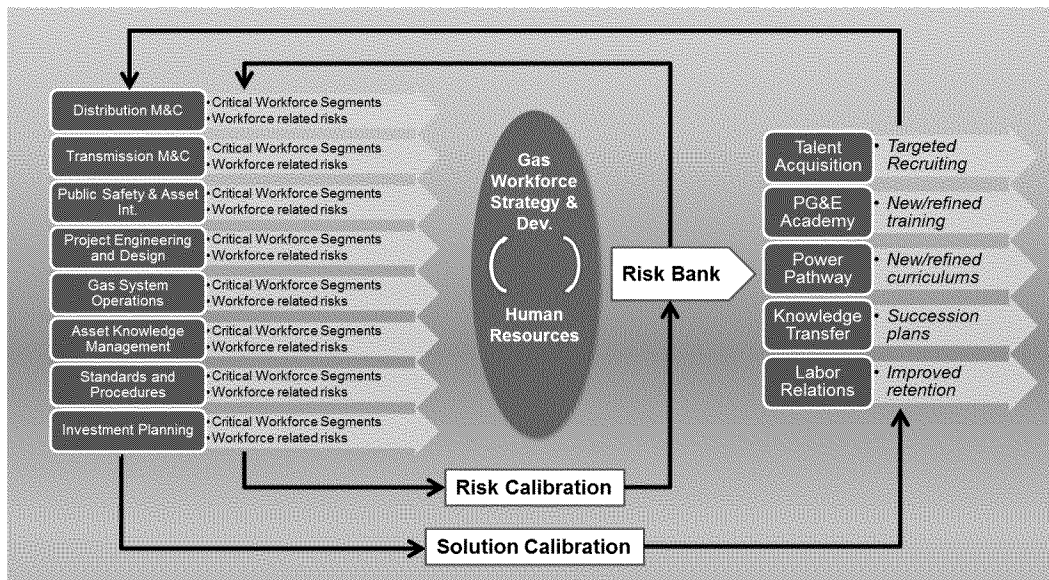 Distribution M&C
• Critical Workforce Segments
• Workforce related risks
Transmission M&C
• Critical Workforce Segments
• Workforce related risks
Public Safety & Asset
Int.
• Critical Workforce Segments
• Workforce related risks
Project Engineering
and Design
• Critical Workforce Segments
• Workforce related risks
Gas System
Operations
• Critical Workforce Segments
• Workforce related risks
Asset Knowledge
Management
• Critical Workforce Segments
• Workforce related risks
Standards and
Procedures
• Critical Workforce Segments
• Workforce related risks
Investment Planning
• Critical Workforce Segments
• Workforce related risks
Gas
Workforce
Strategy &
Dev.
Human
Resources
Risk Bank
Talent
Acquisition
• Targeted
Recruiting
PG&E
Academy
• New/refined
training
Power
Pathway
• New/refined
curriculums
Knowledge
Transfer
• Succession
plans
Labor
Relations
• Improved
retention
Risk Calibration
Solution Calibration